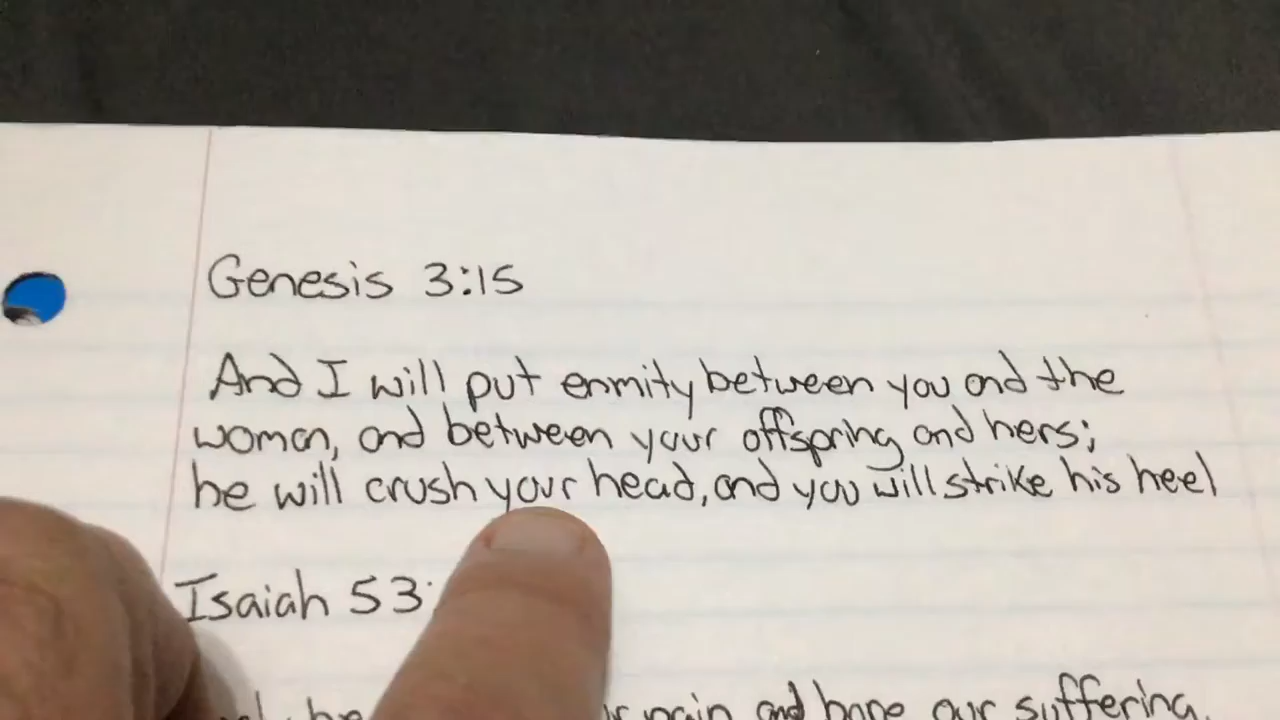 Genesis 3:15
And I will put enmity between you and the
woman, and between your offspring and hers;
he will crush your head, and you will strike his heel
Isaiah 53:
pain and bore our suffering,